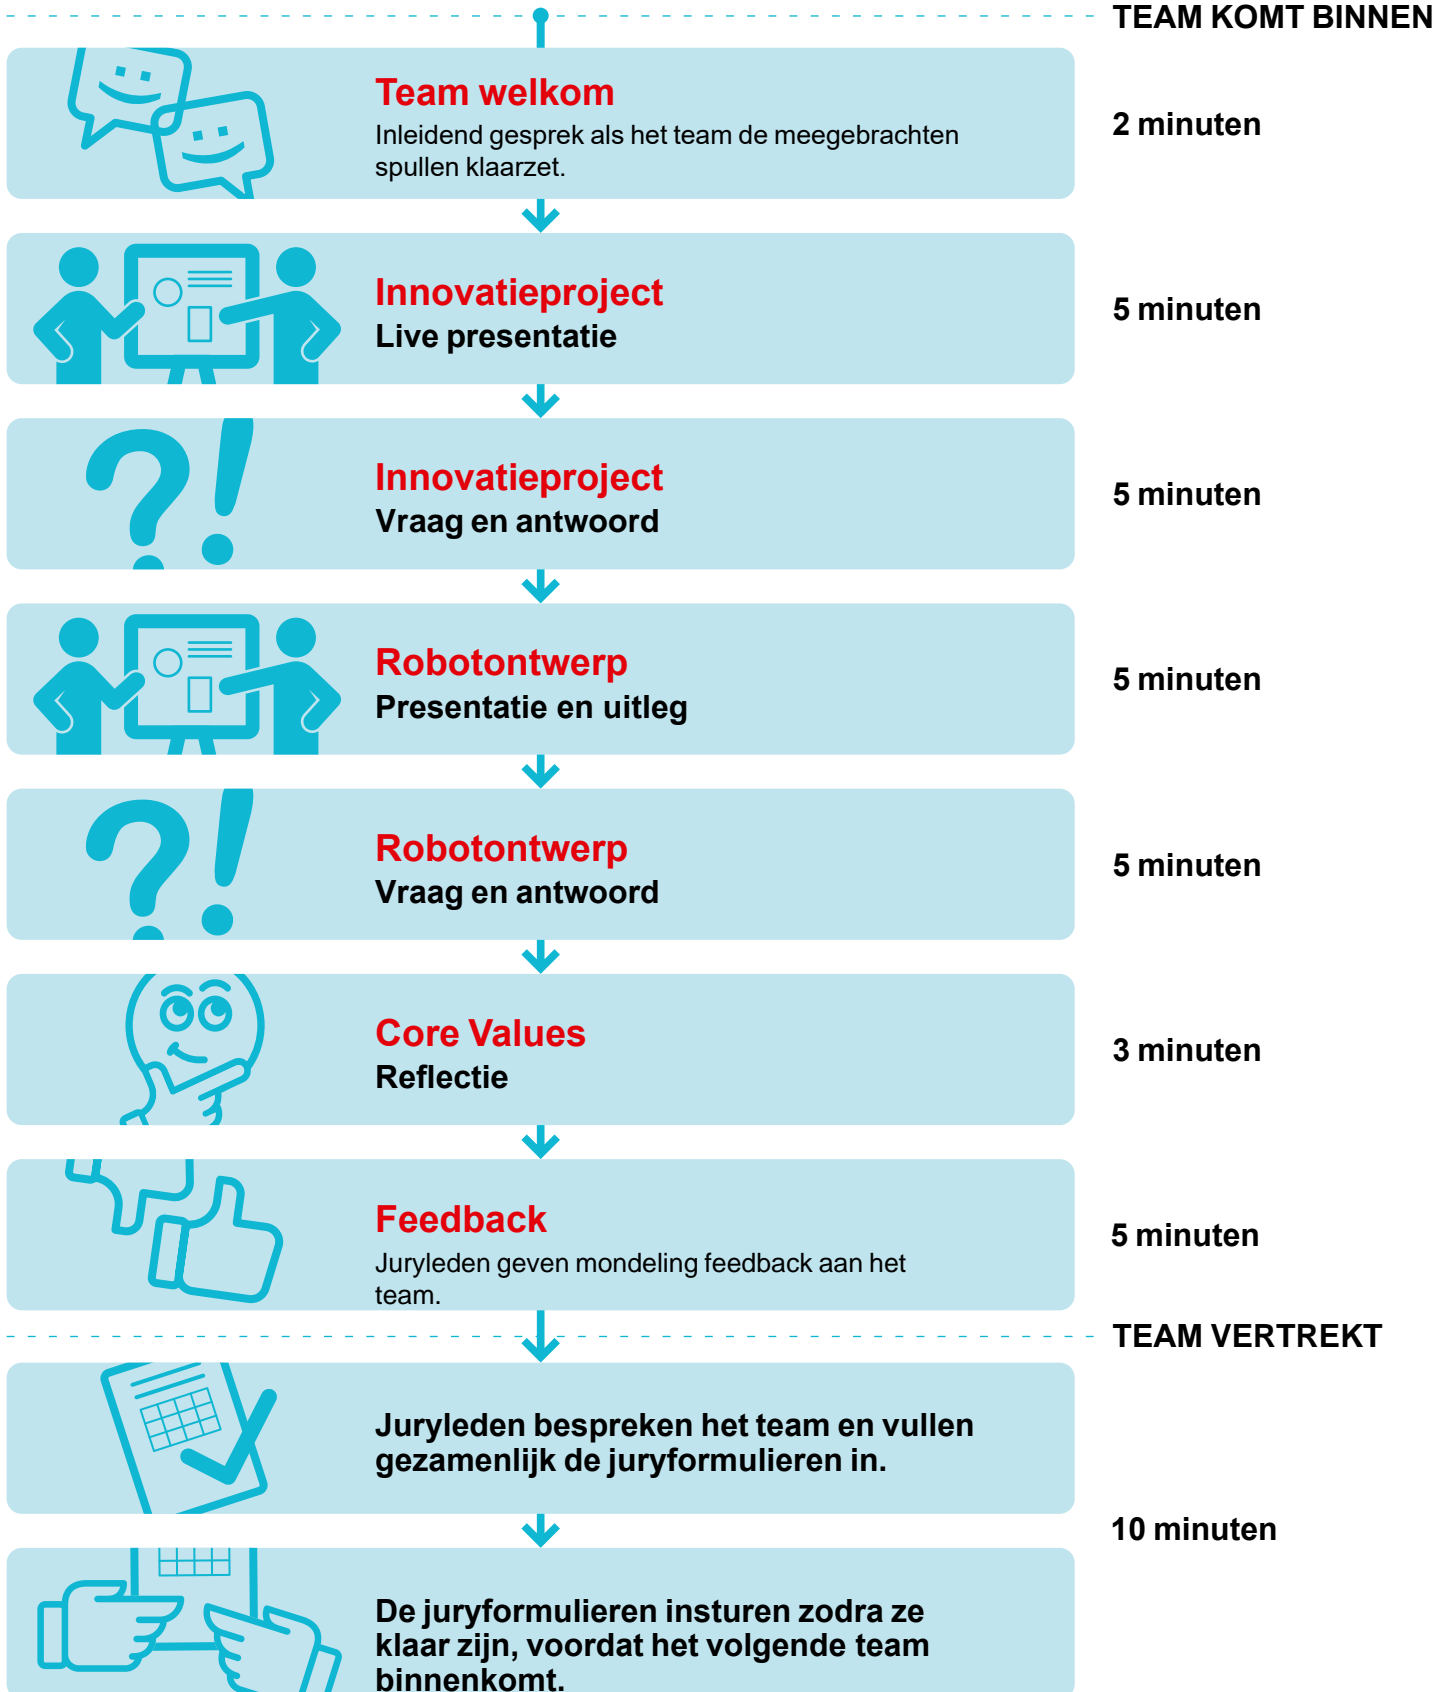 TEAM KOMT BINNEN
Team welkom
Inleidend gesprek als het team de meegebrachten
spullen klaarzet.
2 minuten
Innovatieproject
Live presentatie
5 minuten
Innovatieproject
Vraag en antwoord
5 minuten
Robotontwerp
Presentatie en uitleg
5 minuten
Robotontwerp
Vraag en antwoord
5 minuten
Core Values
Reflectie
3 minuten
Feedback
Juryleden geven mondeling feedback aan het
team.
5 minuten
TEAM VERTREKT
Juryleden bespreken het team en vullen
gezamenlijk de juryformulieren in.
10 minuten
De juryformulieren insturen zodra ze
klaar zijn, voordat het volgende team
binnenkomt.